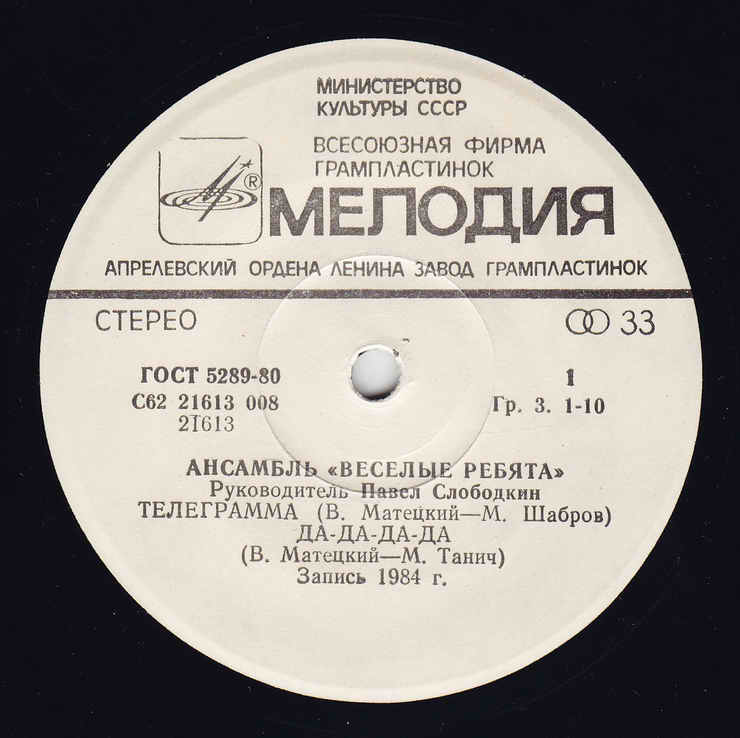 МИНИСТЕРСТВО
КУЛЬТУРЫ СССР
ВСЕСОЮЗНАЯ ФИРМА
ГРАМПЛАСТИНОК
®
МЕЛОДИЯ
АПРЕЛЕВСКИЙ ОРДЕНА ЛЕНИНА ЗАВОД ГРАМПЛАСТИНОК
СТЕРЕО 33
ГОСТ 5289-80 1
С62 21613 008 Гр. 3. 1-10
21613
АНСАМБЛЬ «ВЕСЕЛЫЕ РЕБЯТА»
Руководитель Павел Слободкин
ТЕЛЕГРАММА (В. Матецкий—М. Шабров)
ДА-ДА-ДА-ДА
(В. Матецкий—М. Танич)
Запись 1984 г.